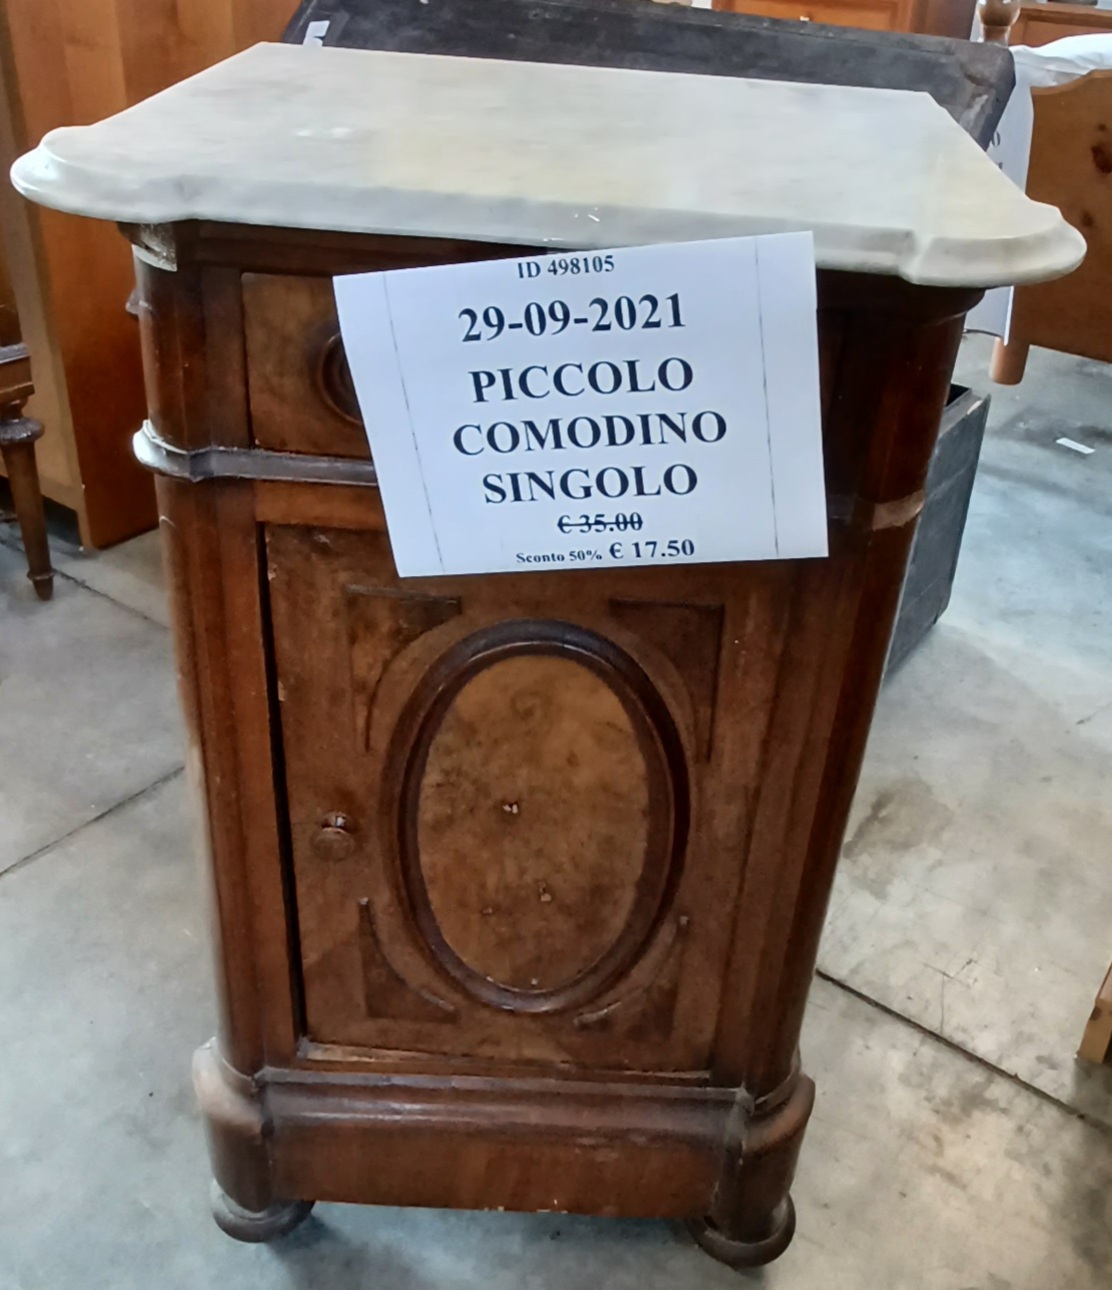 ID 498105
29-09-2021
PICCOLO
COMODINO
SINGOLO
€ 35.00
Sconto 50% € 17.50